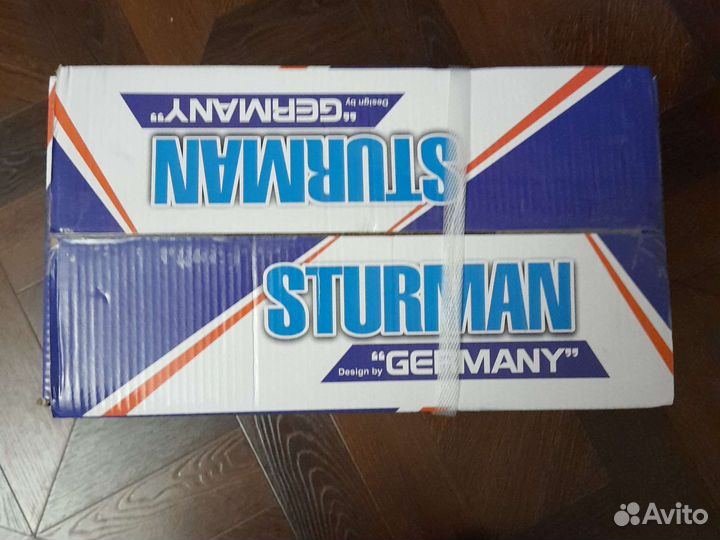 Design by "GERMANY"
STURMAN
STURMAN
Design by "GERMANY"
Avito